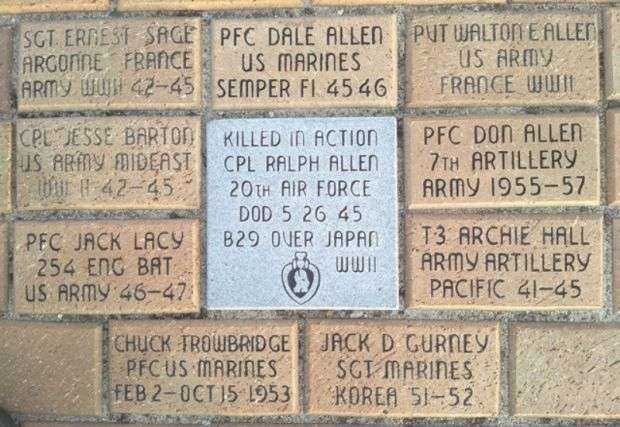 SGT ERNEST SAGE
ARGONNE FRANCE
ARMY WWII 42-45
PFC DALE ALLEN
US MARINES
SEMPER FI 45 46
PVT WALTON E ALLEN
US ARMY
FRANCE WWII
CPL JESSE BARTON
US ARMY MIDEAST
WW II 42-45
KILLED IN ACTION
CPL RALPH ALLEN
20TH AIR FORCE
DOD 5 26 45
B29 OVER JAPAN
WWII
PFC DON ALLEN
7TH ARTILLERY
ARMY 1955-57
PFC JACK LACY
254 ENG BAT
US ARMY 46-47
T3 ARCHIE HALL
ARMY ARTILLERY
PACIFIC 41-45
CHUCK TROWBRIDGE
PFC US MARINES
FEB 2-OCT 15 1953
JACK D GURNEY
SGT MARINES
KOREA 51-52